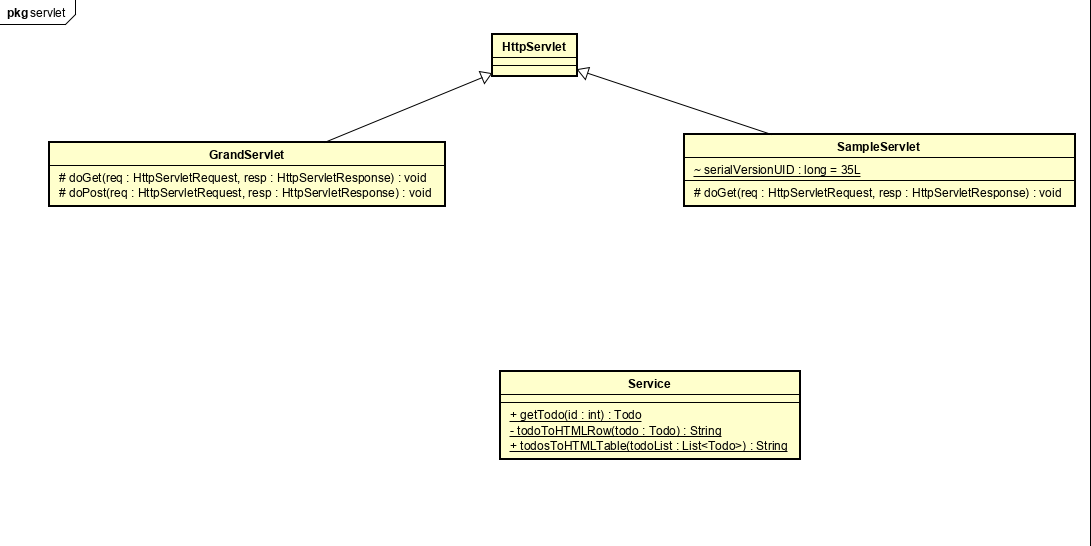 pkg servlet
HttpServlet
GrandServlet
# doGet(req : HttpServletRequest, resp : HttpServletResponse) : void
# doPost(req : HttpServletRequest, resp : HttpServletResponse) : void
SampleServlet
~ serialVersionUID : long = 35L
# doGet(req : HttpServletRequest, resp : HttpServletResponse) : void
Service
+ getTodo(id : int) : Todo
- todoToHTMLRow(todo : Todo) : String
+ todosToHTMLTable(todoList : List<Todo>) : String